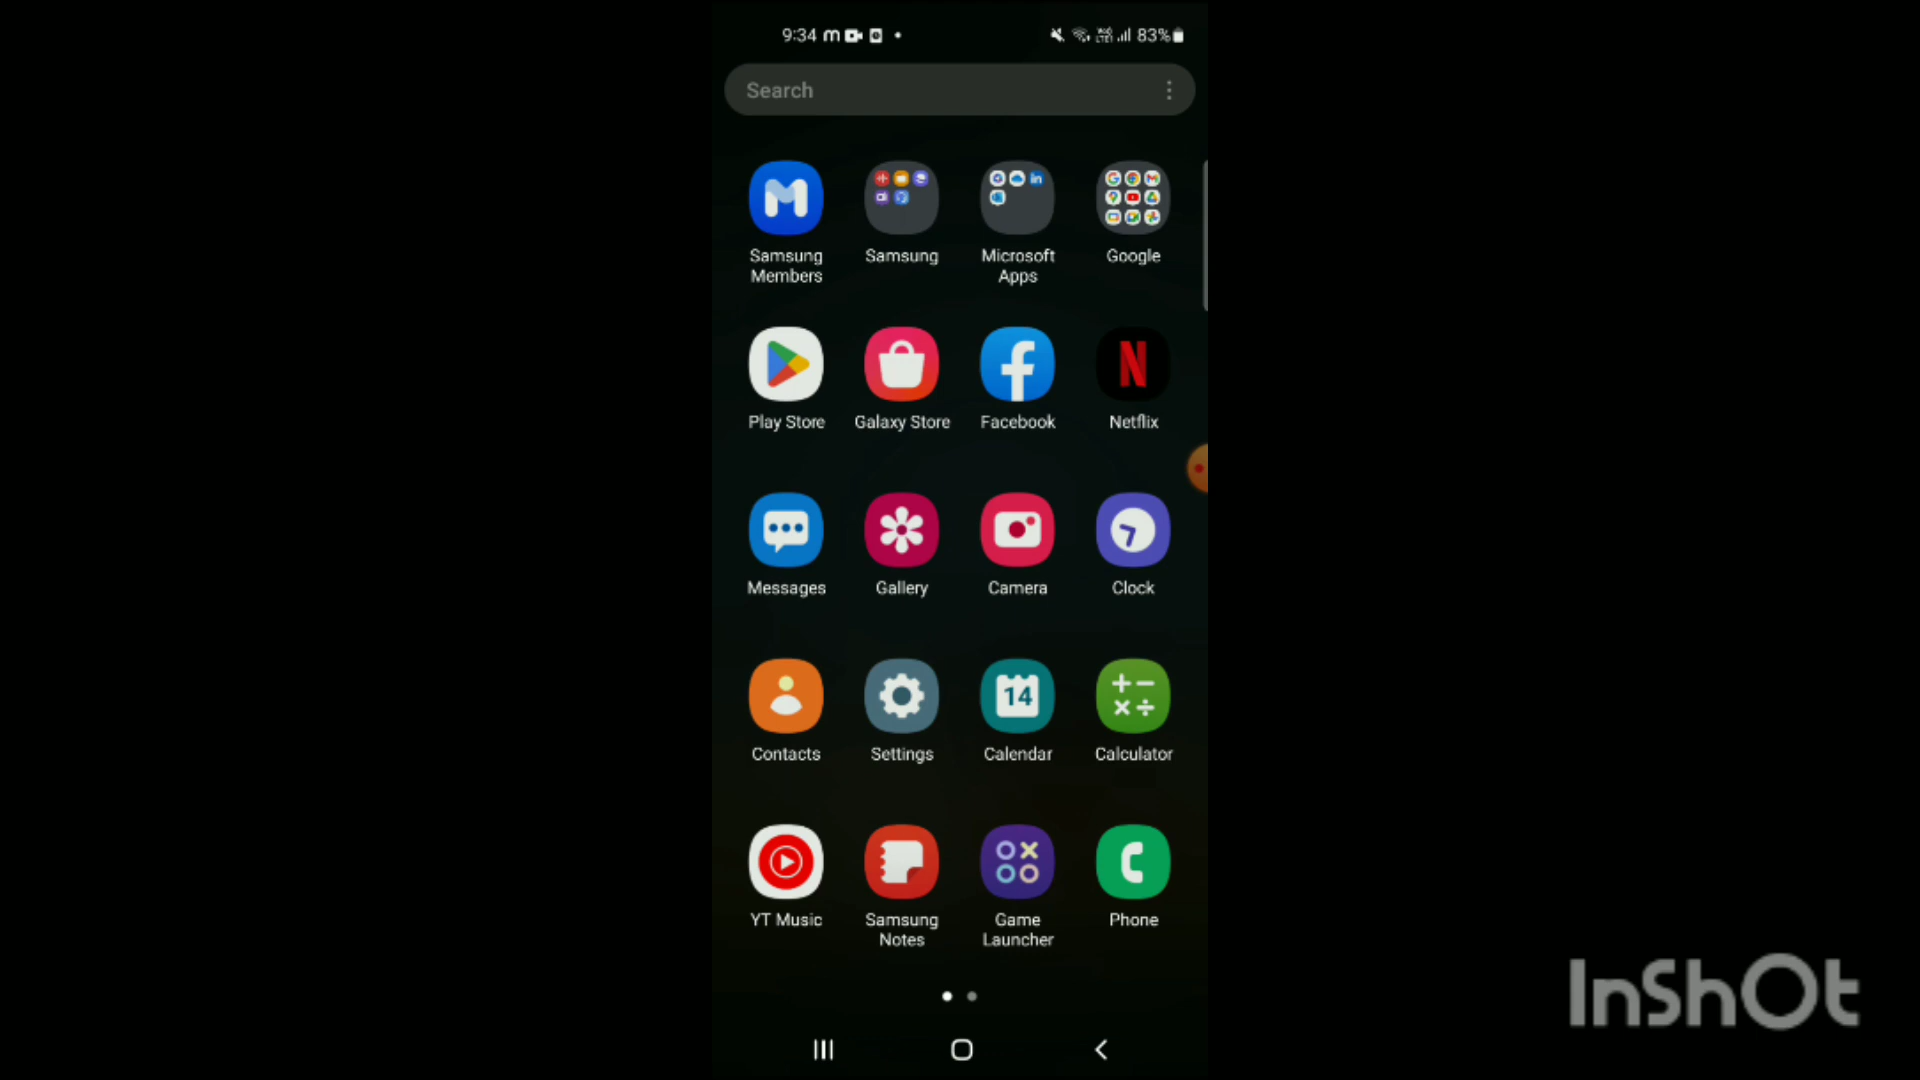 9:34
83%
Search
Samsung Members
Samsung
Microsoft Apps
Google
Play Store
Galaxy Store
Facebook
Netflix
Messages
Gallery
Camera
Clock
14
Contacts
Settings
Calendar
Calculator
YT Music
Samsung Notes
Game Launcher
Phone
InShOt